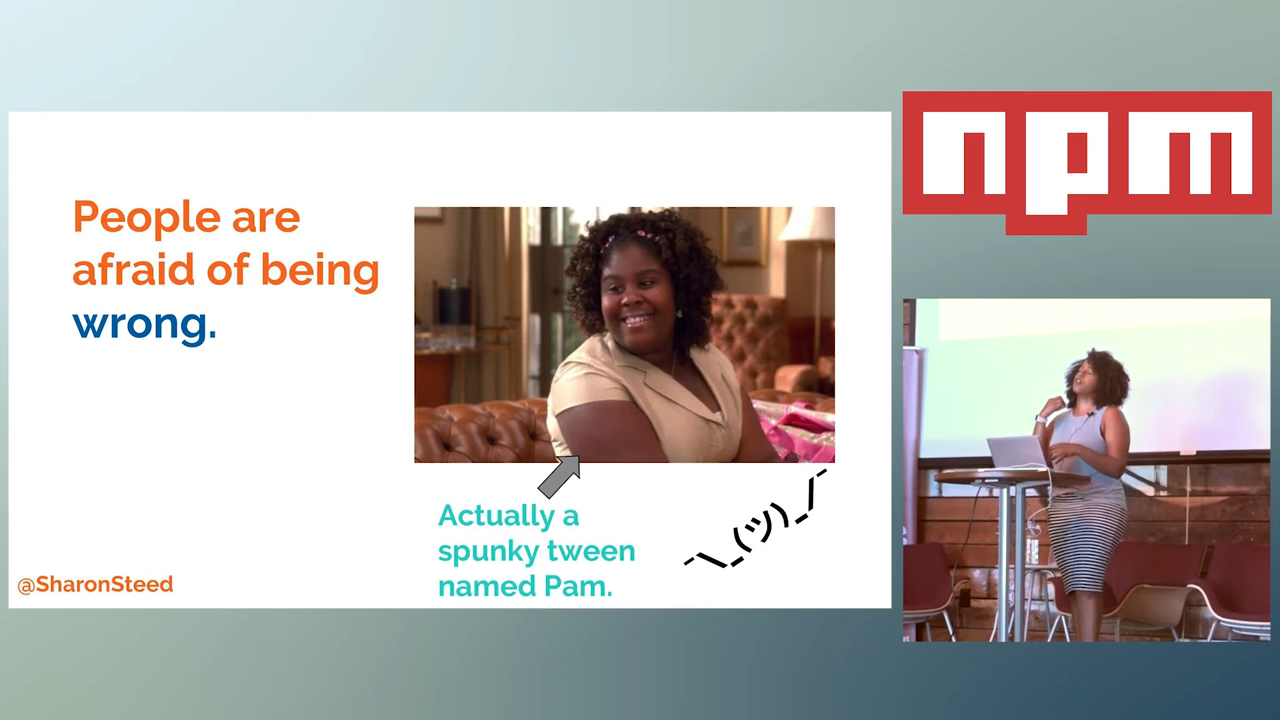 People are
afraid of being
wrong.
Actually a
spunky tween
named Pam.
¯\_(ツ)_/¯
@SharonSteed
npm